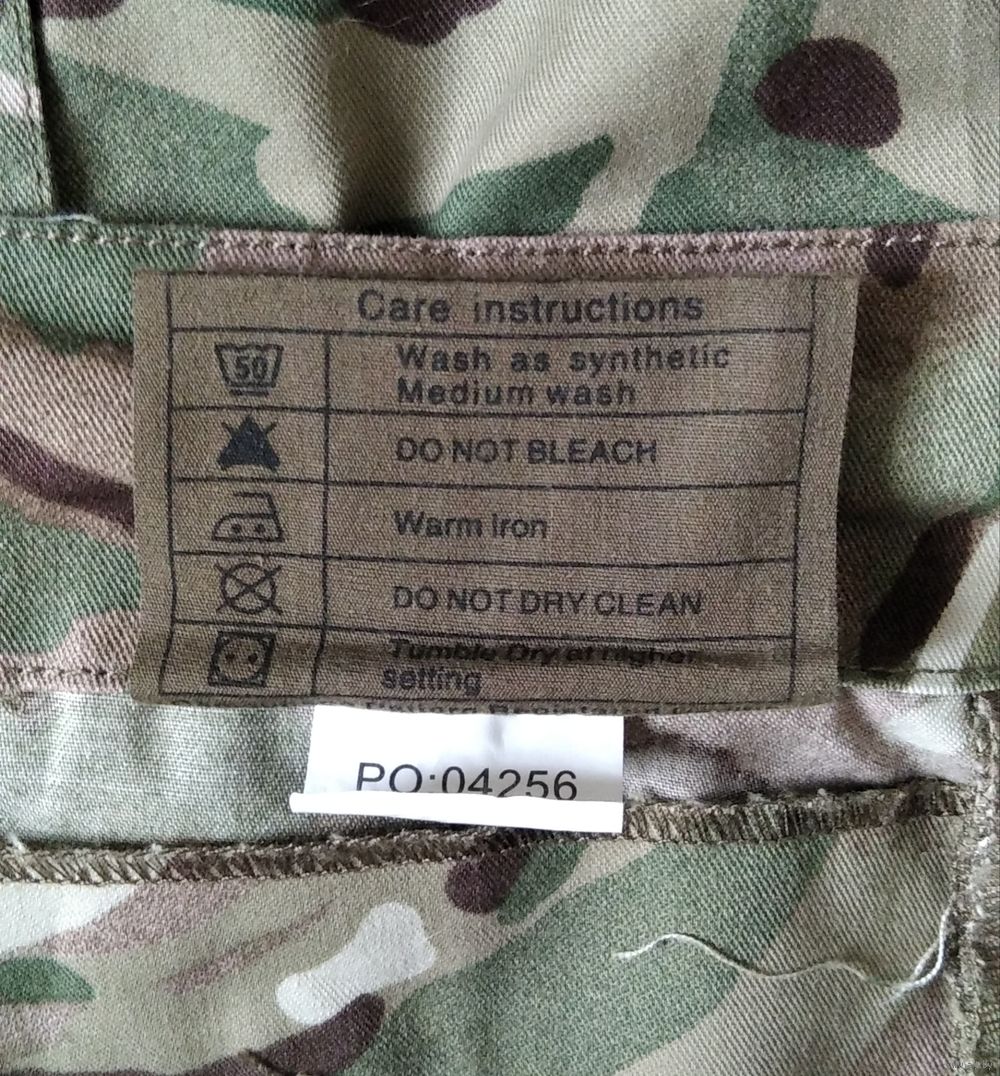 Care instructions
50
Wash as synthetic
Medium wash
DO NOT BLEACH
Warm iron
DO NOT DRY CLEAN
Tumble Dry at higher
setting
PO:04256